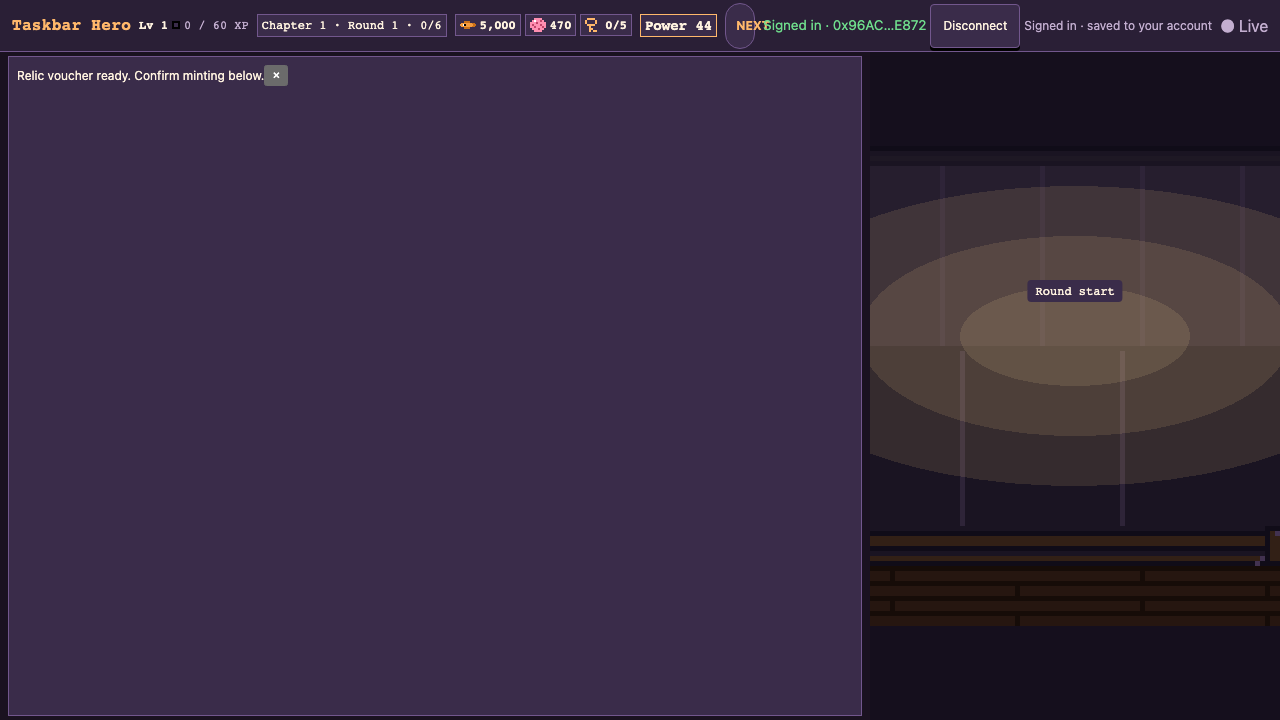 Taskbar Hero Lv 1 0 / 60 XP Chapter 1 · Round 1 · 0/6 5,000 470 0/5 Power 44 NEXT Signed in · 0x96AC...E872 Disconnect Signed in · saved to your account Live
Relic voucher ready. Confirm minting below. ×
Round start